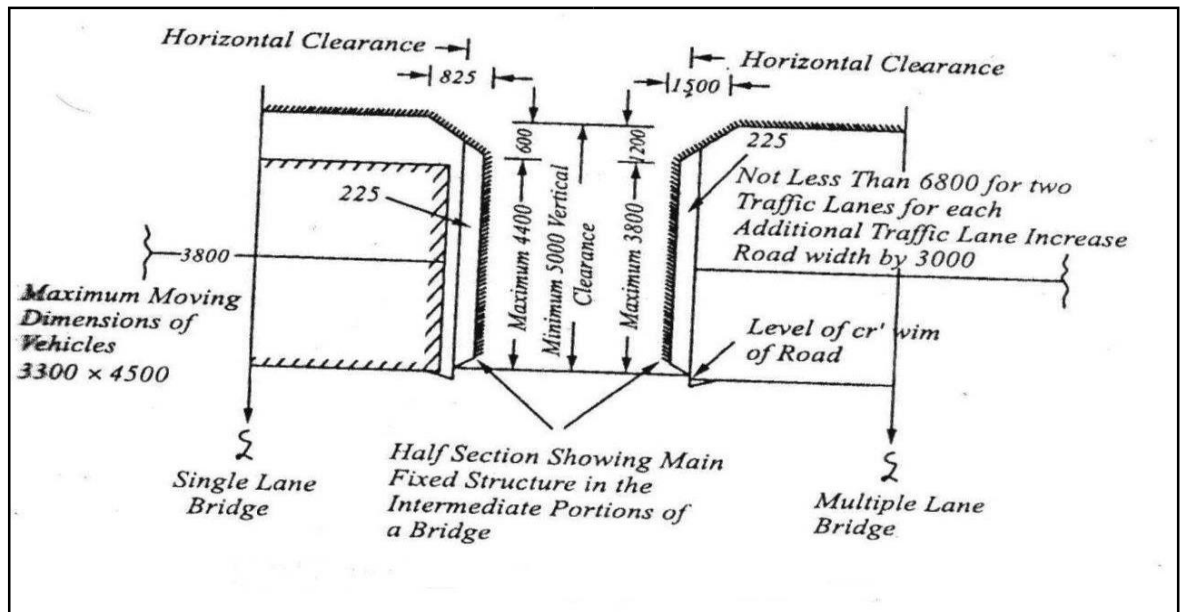 Horizontal Clearance
Horizontal Clearance
825
1500
600
1200
225
225
Maximum 4400
Minimum 5000 Vertical
Clearance
Maximum 3800
Not Less Than 6800 for two
Traffic Lanes for each
Additional Traffic Lane Increase
Road width by 3000
3800
Maximum Moving
Dimensions of
Vehicles
3300 × 4500
Level of cr' wim
of Road
Half Section Showing Main
Fixed Structure in the
Intermediate Portions of
a Bridge
Single Lane
Bridge
Multiple Lane
Bridge